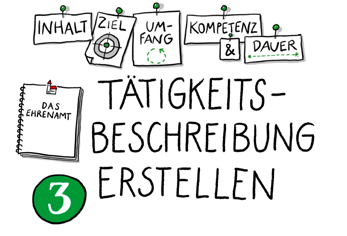 INHALT
ZIEL
UM-
FANG
KOMPETENZ
&
DAUER
DAS
EHRENAMT
TÄTIGKEITS-
BESCHREIBUNG
ERSTELLEN
3